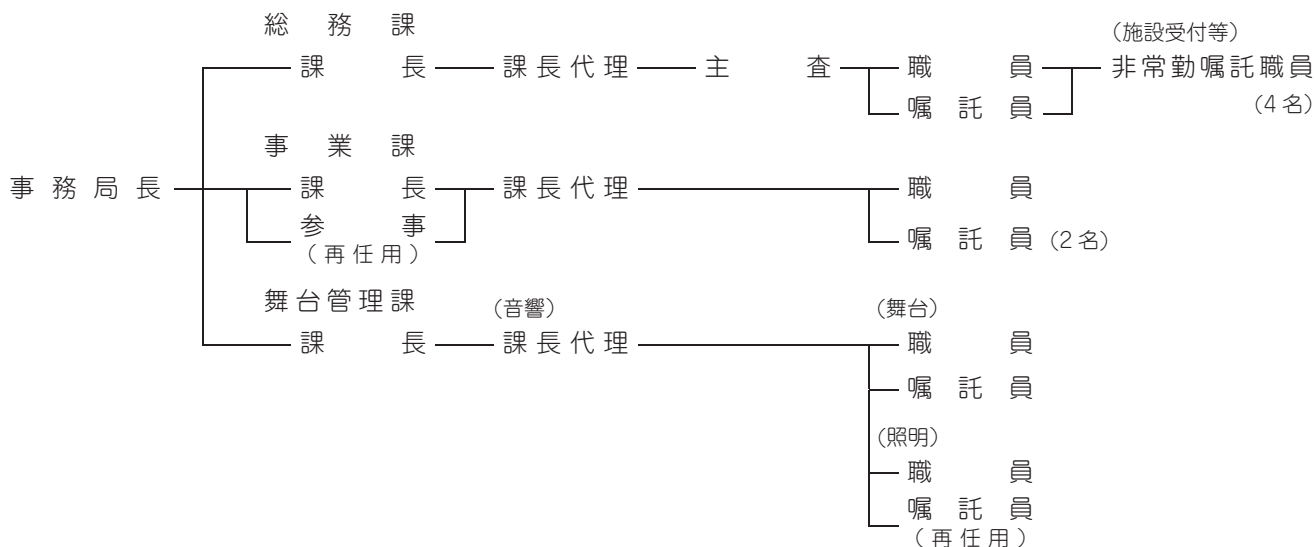 総務課
(施設受付等)
課長 課長代理 主査 職員 非常勤嘱託職員
嘱託員 (4名)
事業課
事務局長 課長 課長代理 職員
参事 嘱託員 (2名)
(再任用)
舞台管理課 (音響) (舞台)
課長 課長代理 職員
嘱託員
(照明)
職員
嘱託員
(再任用)